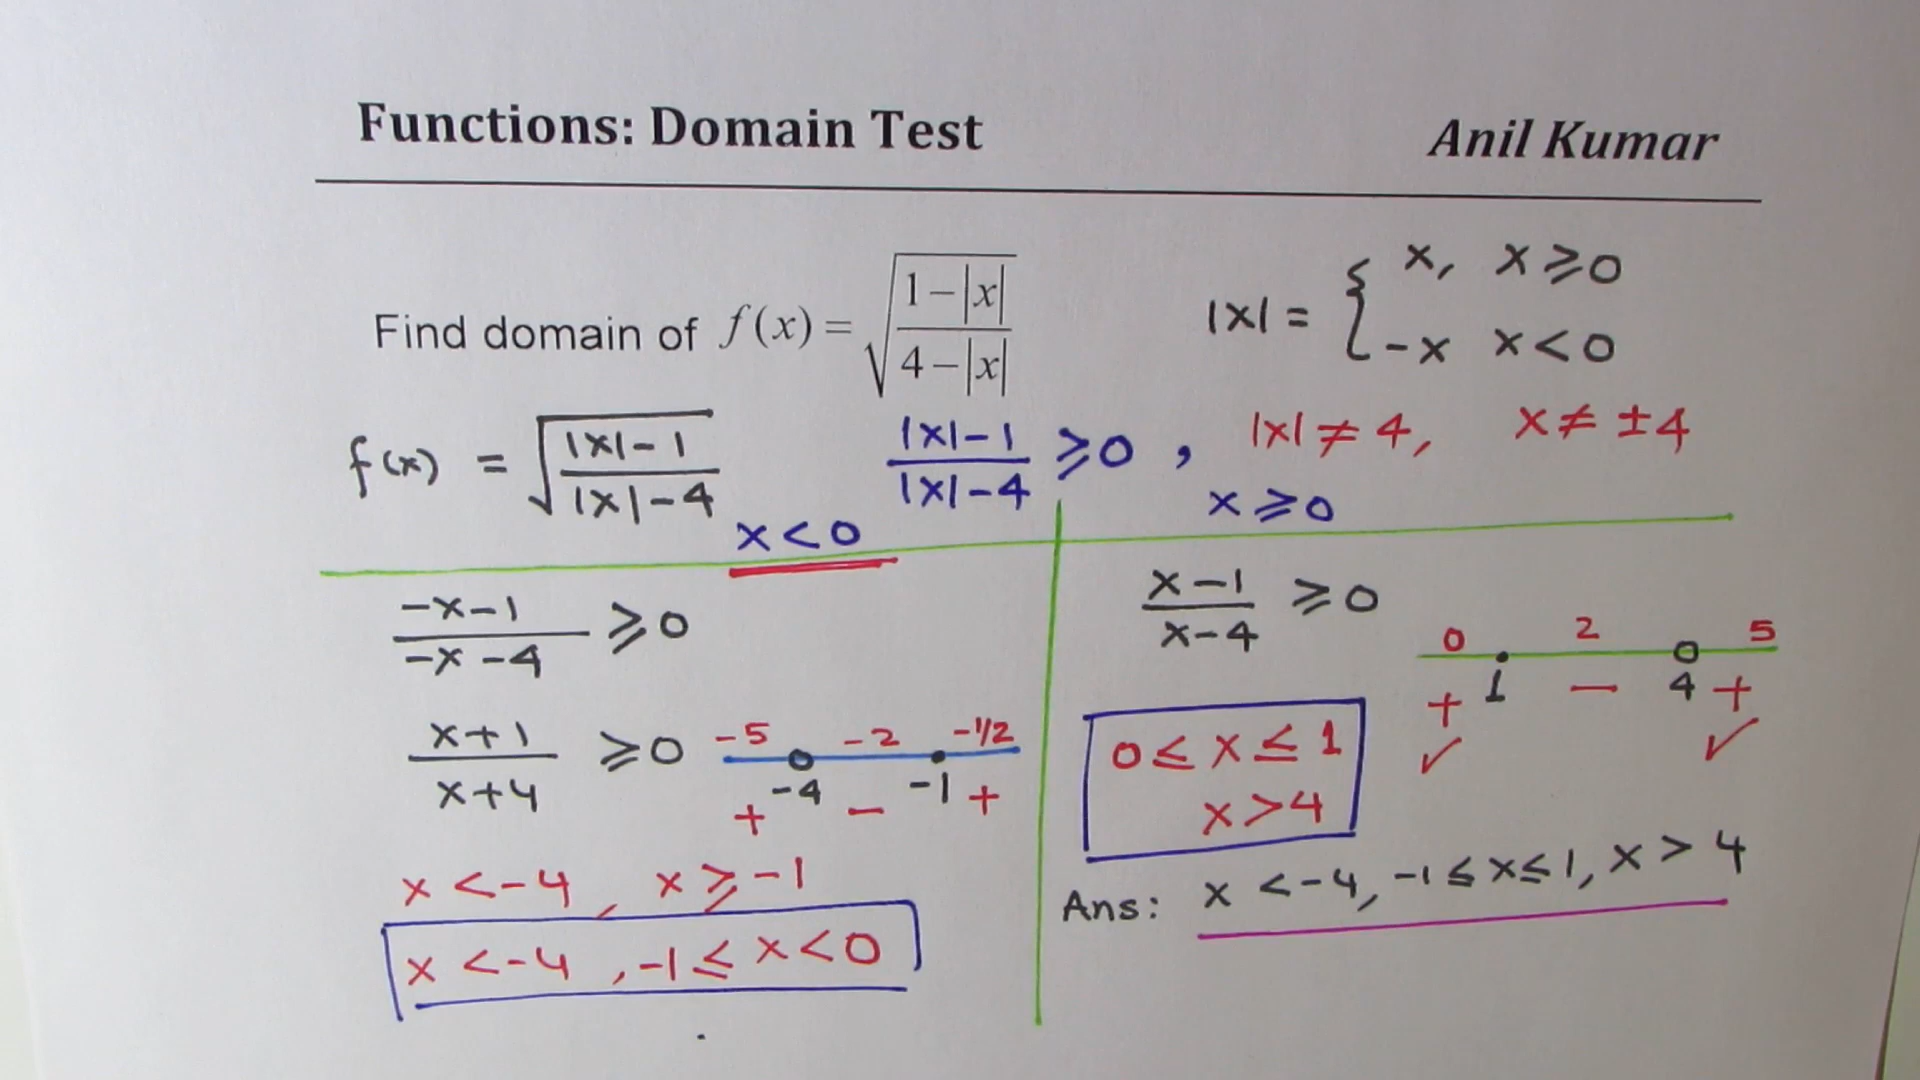 Functions: Domain Test
Anil Kumar
Find domain of f(x) = √((1-|x|)/(4-|x|))
|x| = { x, x ≥ 0
-x x < 0
f(x) = √((|x|-1)/(|x|-4))
(|x|-1)/(|x|-4) ≥ 0 , |x| ≠ 4, x ≠ ±4
x < 0
x ≥ 0
(-x-1)/(-x-4) ≥ 0
(x+1)/(x+4) ≥ 0
-5 -2 -1/2
-4 -1
+ - +
x < -4 , x ≥ -1
x < -4 , -1 ≤ x < 0
(x-1)/(x-4) ≥ 0
0 2 5
1 4
+ - +
✓ ✓
0 ≤ x ≤ 1
x > 4
Ans: x < -4, -1 ≤ x ≤ 1, x > 4